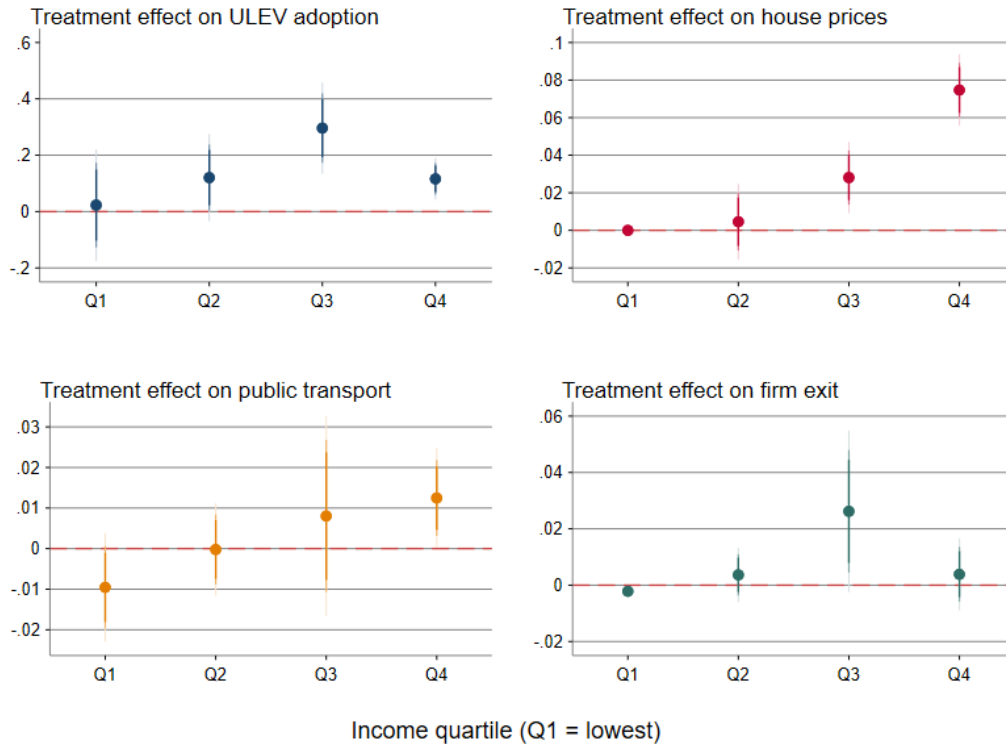 Treatment effect on ULEV adoption
.6
.4
.2
0
-.2
Q1 Q2 Q3 Q4
Treatment effect on house prices
.1
.08
.06
.04
.02
0
-.02
Q1 Q2 Q3 Q4
Treatment effect on public transport
.03
.02
.01
0
-.01
-.02
Q1 Q2 Q3 Q4
Treatment effect on firm exit
.06
.04
.02
0
-.02
Q1 Q2 Q3 Q4
Income quartile (Q1 = lowest)